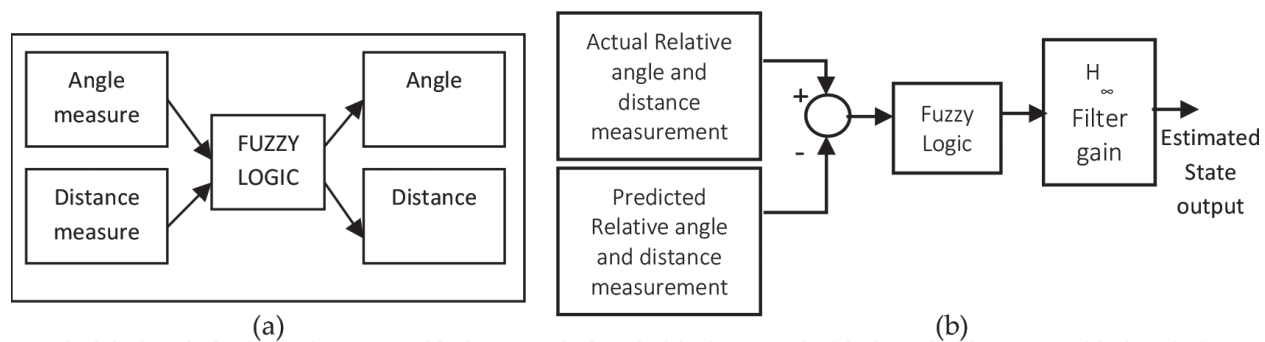 Angle
measure
Distance
measure
FUZZY
LOGIC
Angle
Distance
(a)
Actual Relative
angle and
distance
measurement
Predicted
Relative angle
and distance
measurement
+
-
Fuzzy
Logic
H
∞
Filter
gain
Estimated
State
output
(b)